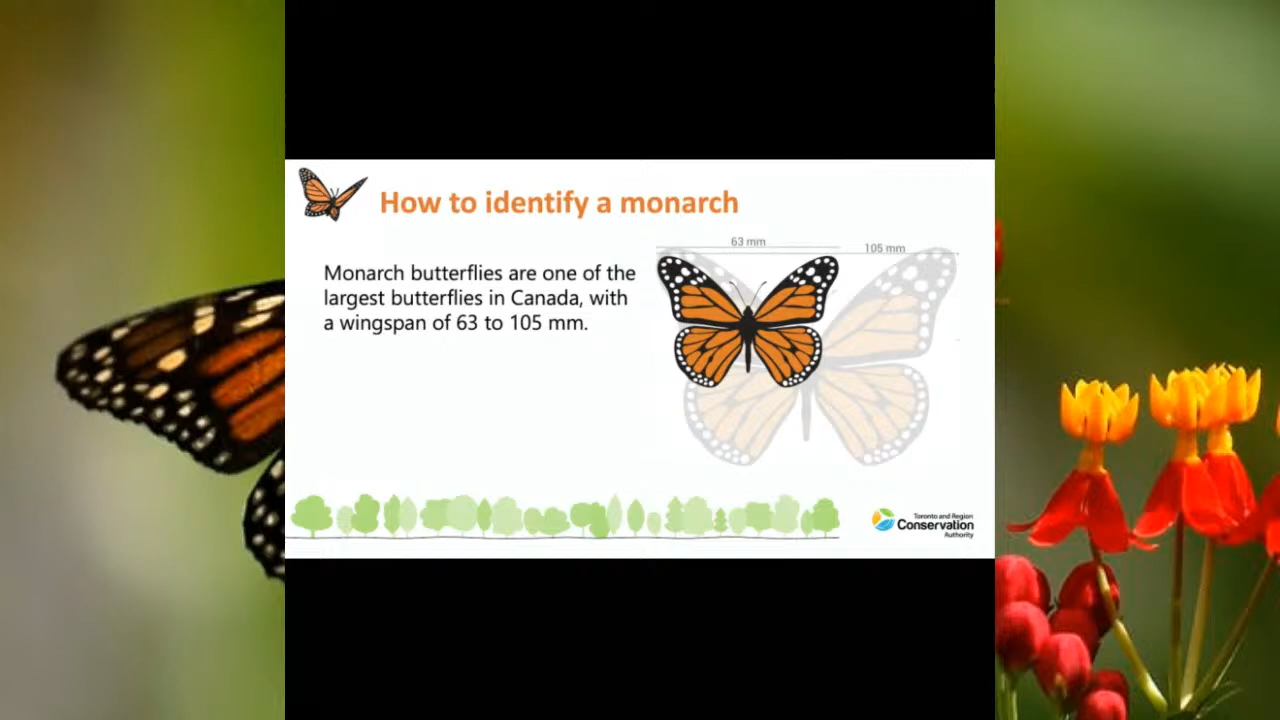 How to identify a monarch
63 mm
105 mm
Monarch butterflies are one of the
largest butterflies in Canada, with
a wingspan of 63 to 105 mm.
Toronto and Region
Conservation
Authority